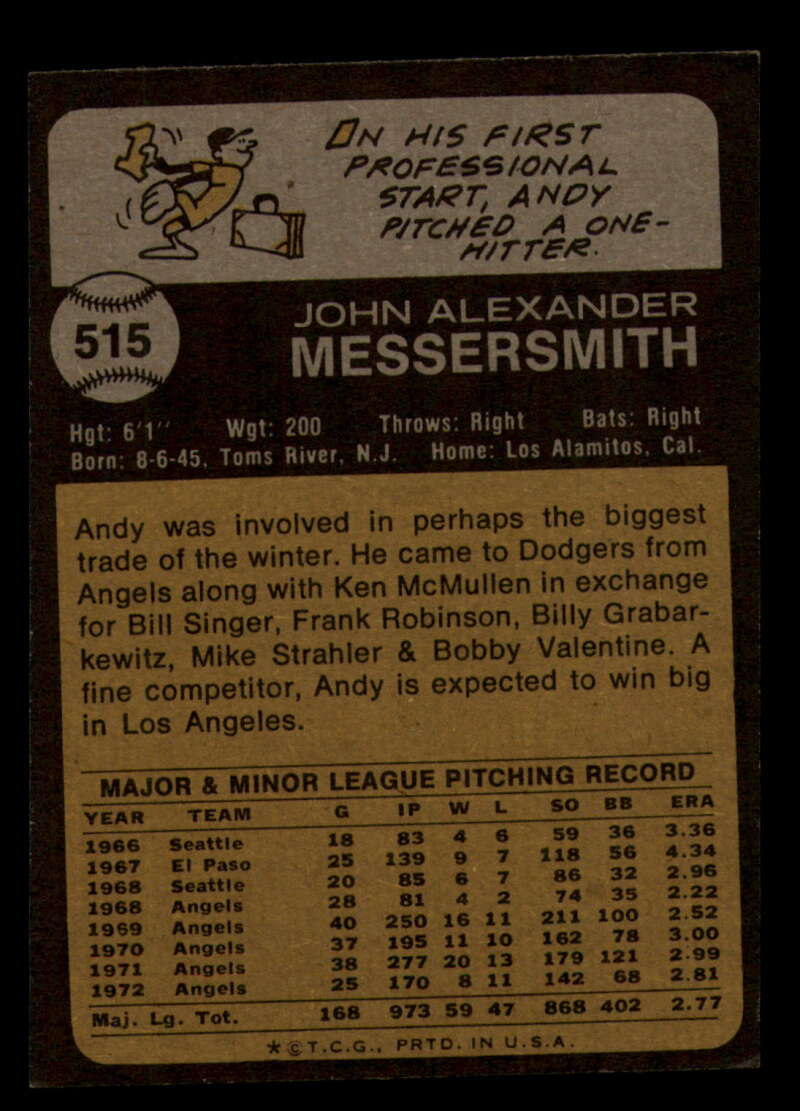 ON HIS FIRST
PROFESSIONAL
START, ANDY
PITCHED A ONE-
HITTER.
515
JOHN ALEXANDER
MESSERSMITH
Hgt: 6'1" Wgt: 200 Throws: Right Bats: Right
Born: 8-6-45, Toms River, N.J. Home: Los Alamitos, Cal.
Andy was involved in perhaps the biggest
trade of the winter. He came to Dodgers from
Angels along with Ken McMullen in exchange
for Bill Singer, Frank Robinson, Billy Grabar-
kewitz, Mike Strahler & Bobby Valentine. A
fine competitor, Andy is expected to win big
in Los Angeles.
MAJOR & MINOR LEAGUE PITCHING RECORD
YEAR TEAM G IP W L SO BB ERA
1966 Seattle 18 83 4 6 59 36 3.36
1967 El Paso 25 139 9 7 118 56 4.34
1968 Seattle 20 85 6 7 86 32 2.96
1968 Angels 28 81 4 2 74 35 2.22
1969 Angels 40 250 16 11 211 100 2.52
1970 Angels 37 195 11 10 162 78 3.00
1971 Angels 38 277 20 13 179 121 2.99
1972 Angels 25 170 8 11 142 68 2.81
Maj. Lg. Tot. 168 973 59 47 868 402 2.77
*©T.C.G., PRTD. IN U.S.A.